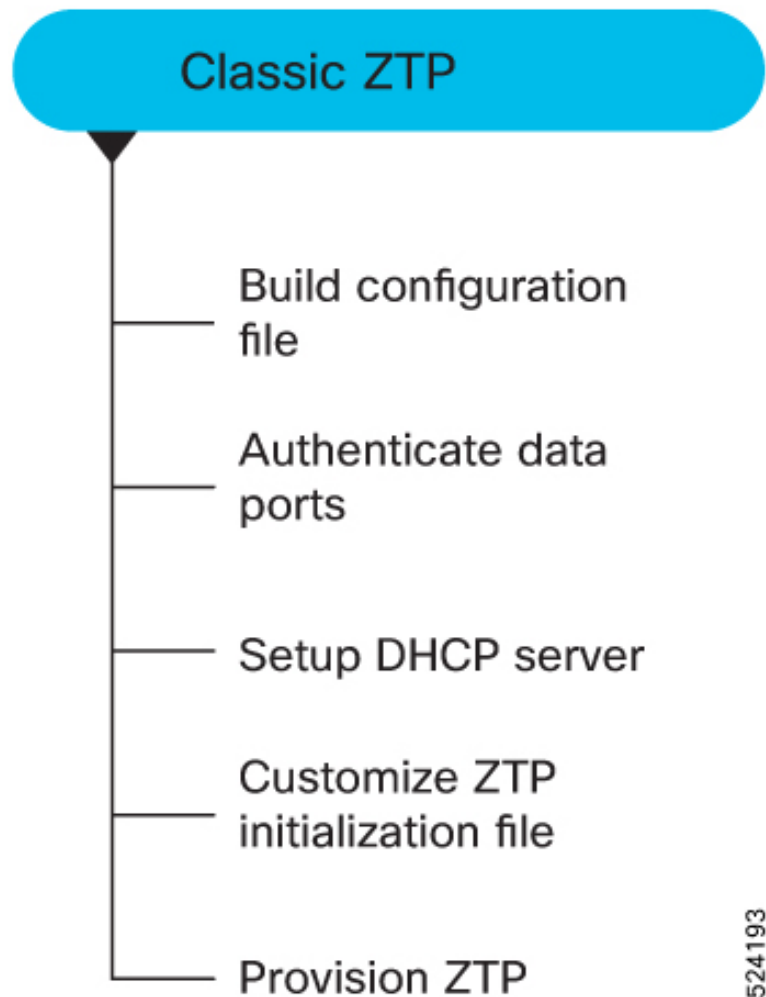 Classic ZTP
Build configuration
file
Authenticate data
ports
Setup DHCP server
Customize ZTP
initialization file
Provision ZTP
524193